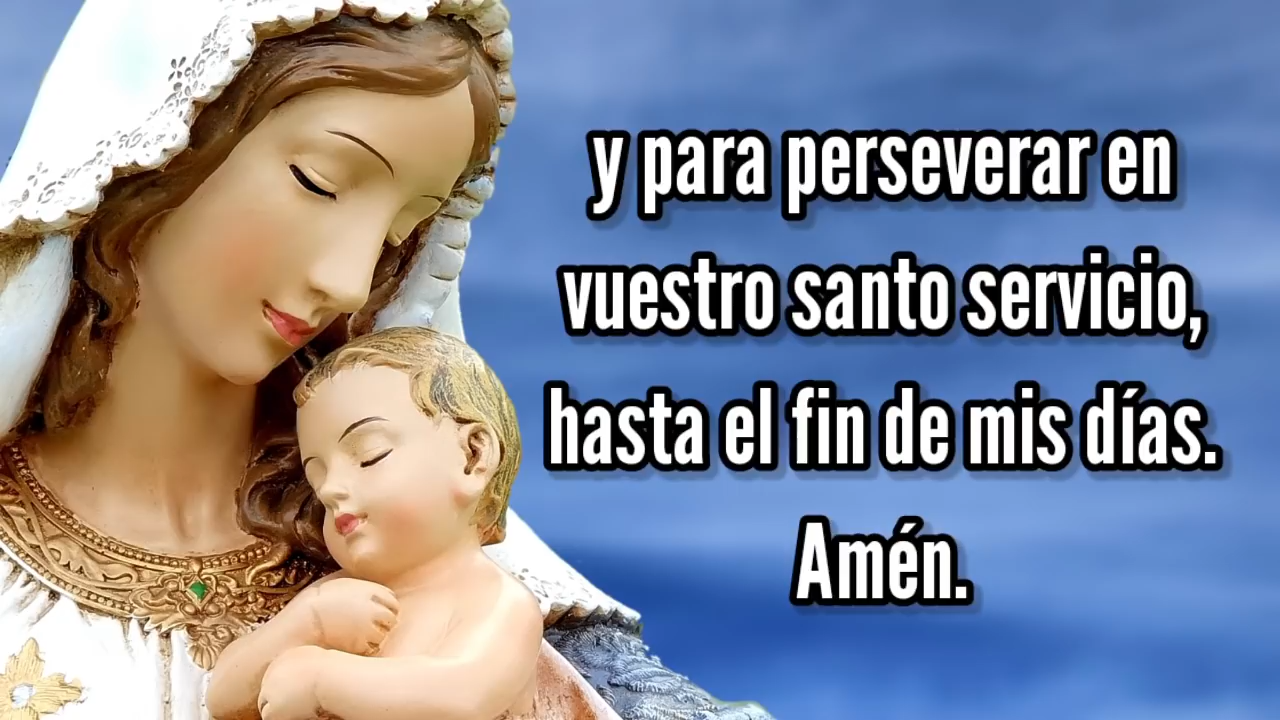 y para perseverar en
vuestro santo servicio,
hasta el fin de mis días.
Amén.